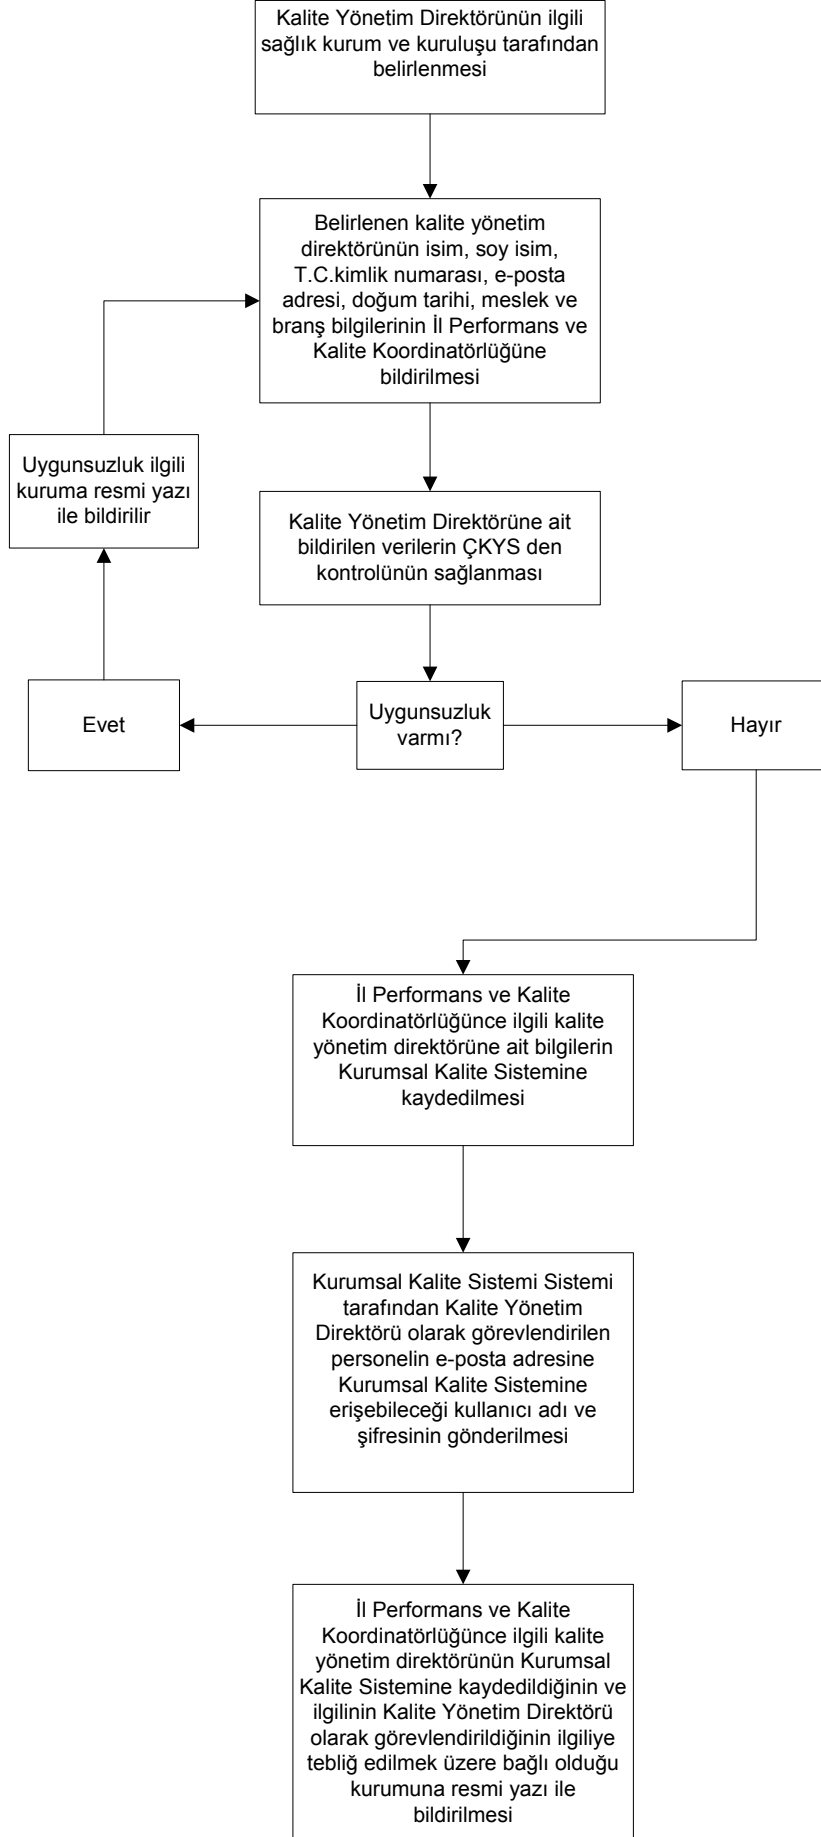 Kalite Yönetim Direktörünün ilgili
sağlık kurum ve kuruluşu tarafından
belirlenmesi
Belirlenen kalite yönetim
direktörünün isim, soy isim,
T.C.kimlik numarası, e-posta
adresi, doğum tarihi, meslek ve
branş bilgilerinin İl Performans ve
Kalite Koordinatörlüğüne
bildirilmesi
Uygunsuzluk ilgili
kuruma resmi yazı
ile bildirilir
Kalite Yönetim Direktörüne ait
bildirilen verilerin ÇKYS den
kontrolünün sağlanması
Evet
Uygunsuzluk
varmı?
Hayır
İl Performans ve Kalite
Koordinatörlüğünce ilgili kalite
yönetim direktörüne ait bilgilerin
Kurumsal Kalite Sistemine
kaydedilmesi
Kurumsal Kalite Sistemi Sistemi
tarafından Kalite Yönetim
Direktörü olarak görevlendirilen
personelin e-posta adresine
Kurumsal Kalite Sistemine
erişebileceği kullanıcı adı ve
şifresinin gönderilmesi
İl Performans ve Kalite
Koordinatörlüğünce ilgili kalite
yönetim direktörünün Kurumsal
Kalite Sistemine kaydedildiğinin ve
ilgilinin Kalite Yönetim Direktörü
olarak görevlendirildiğinin ilgiliye
tebliğ edilmek üzere bağlı olduğu
kurumuna resmi yazı ile
bildirilmesi